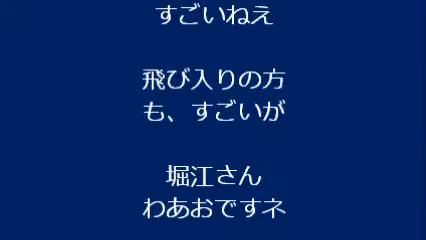 すごいねえ
飛び入りの方
も、すごいが
堀江さん
わあおですネ